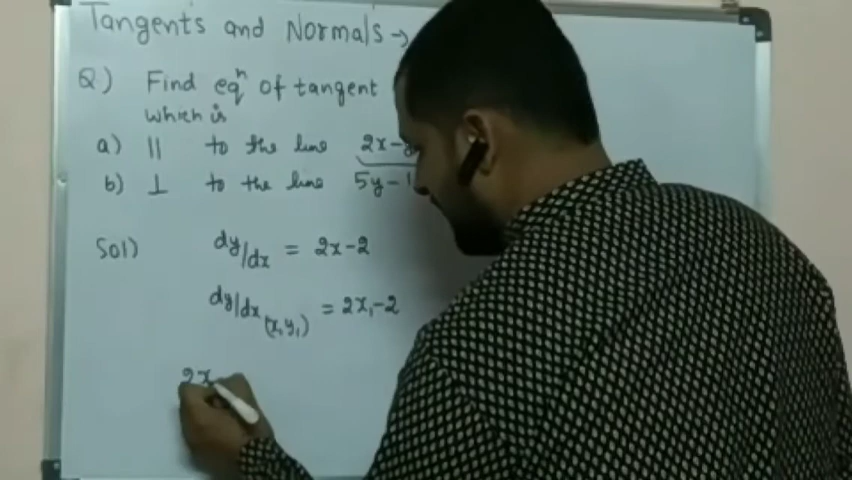 Tangents and Normals →
Q) Find eqⁿ of tangent
which is
a) || to the line 2x-
b) ⊥ to the line 5y-1
Sol) dy/dx = 2x-2
dy/dx (x₁,y₁) = 2x₁-2
2x